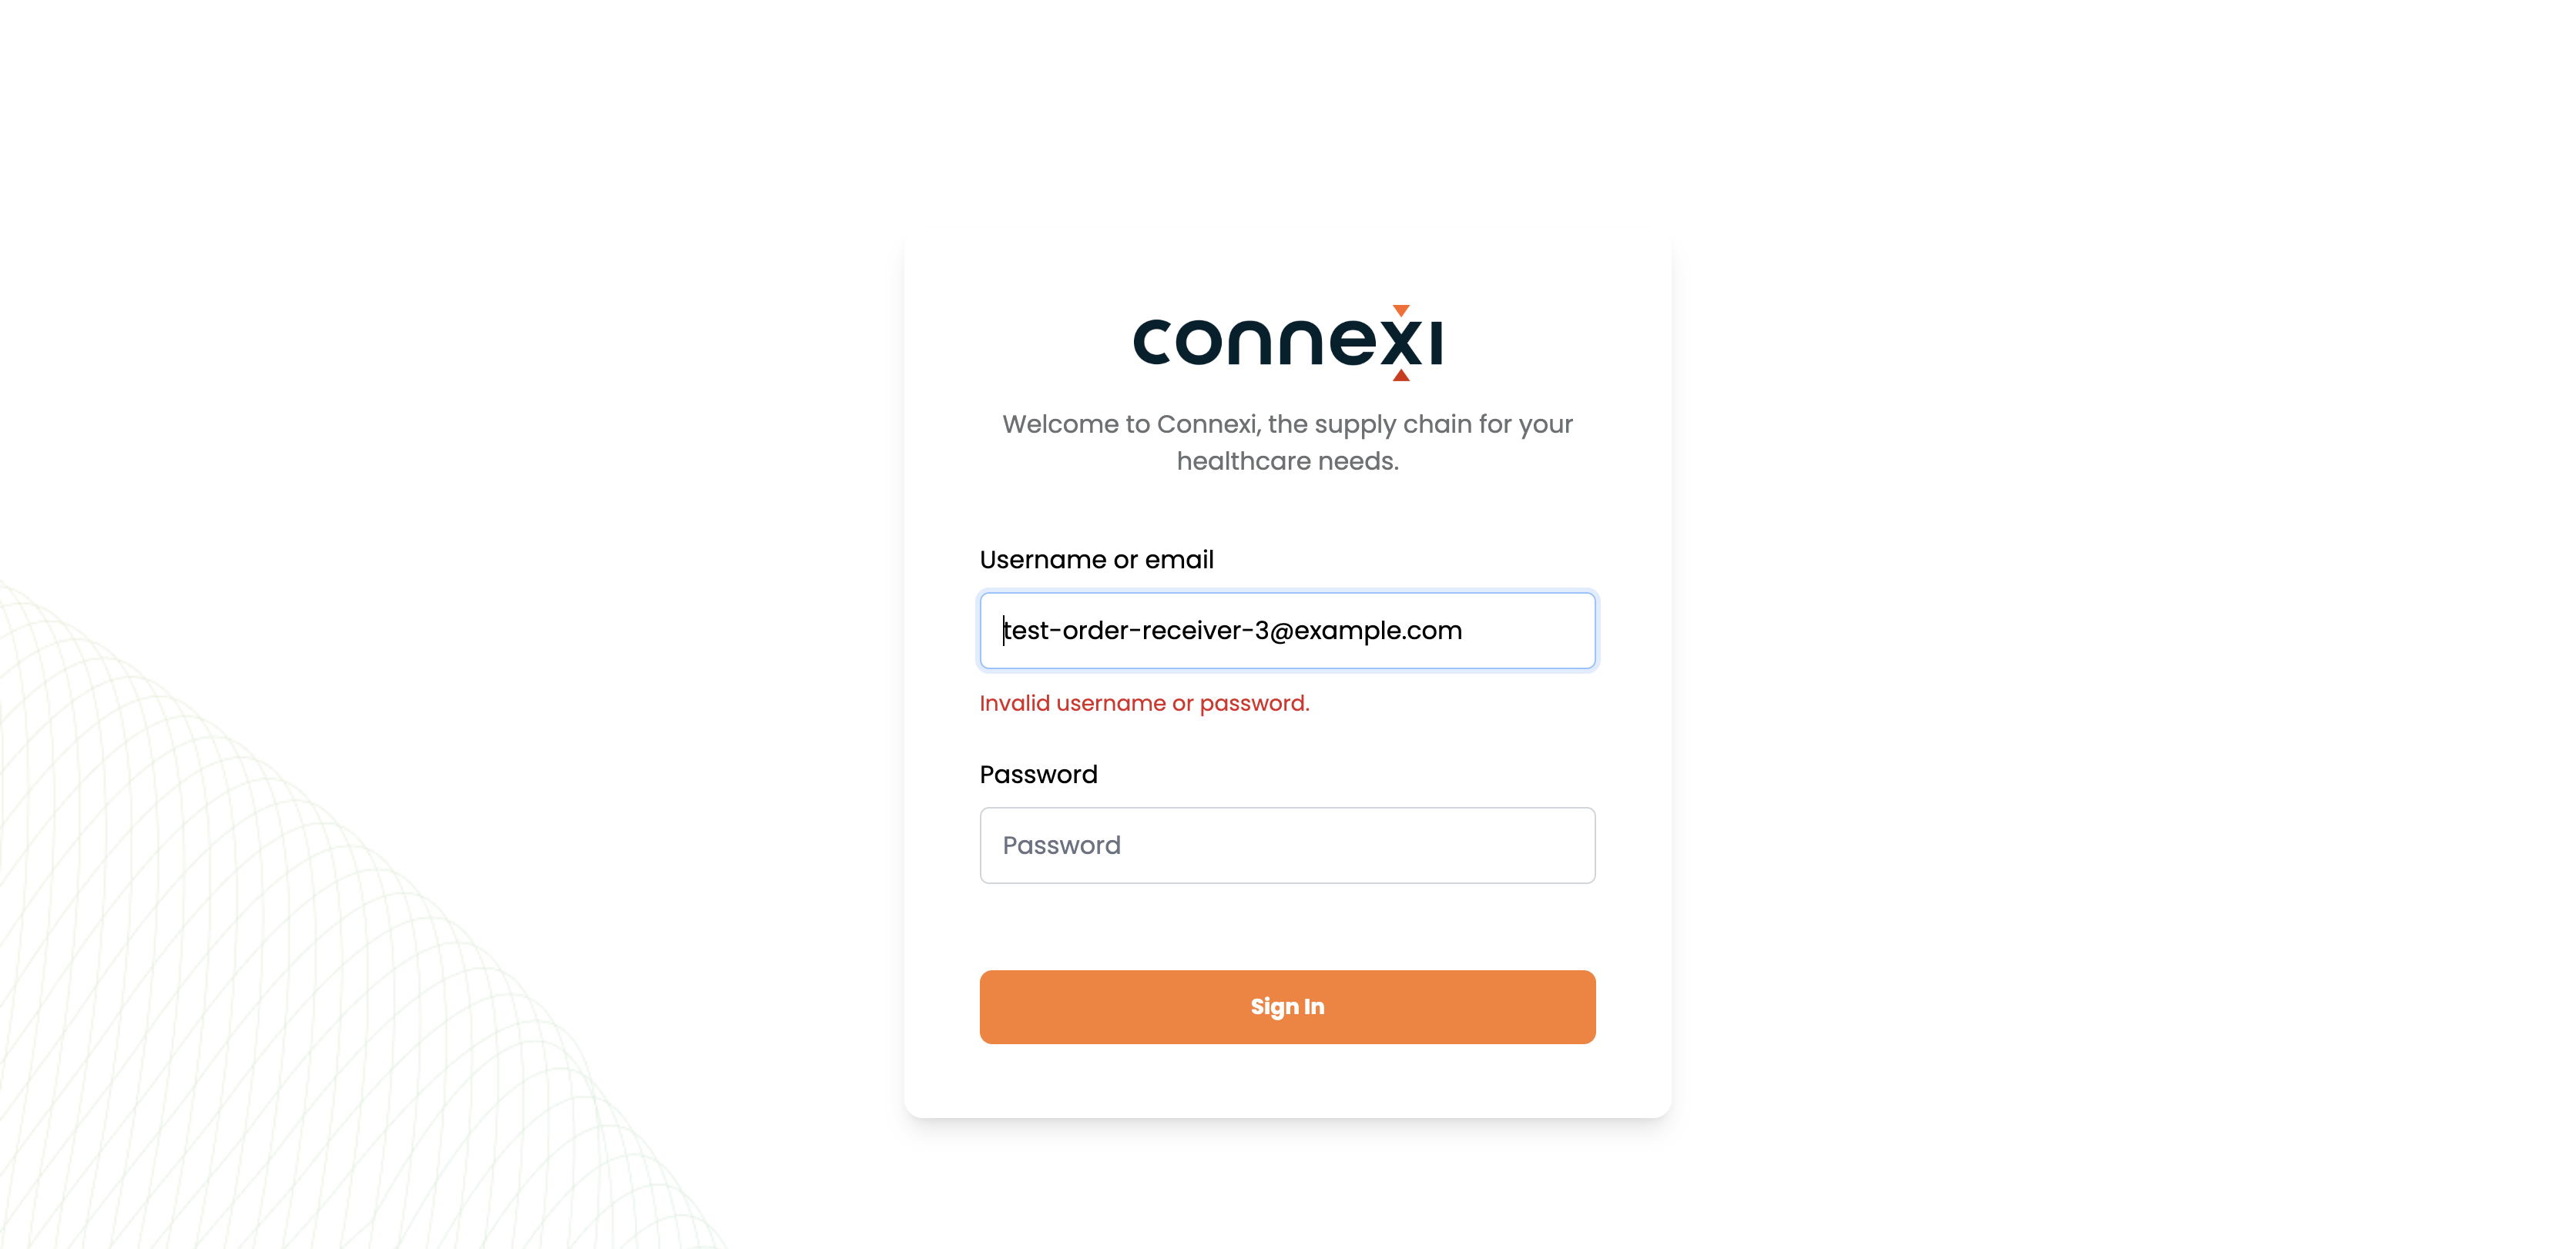 connexi
Welcome to Connexi, the supply chain for your
healthcare needs.
Username or email
test-order-receiver-3@example.com
Invalid username or password.
Password
Password
Sign In